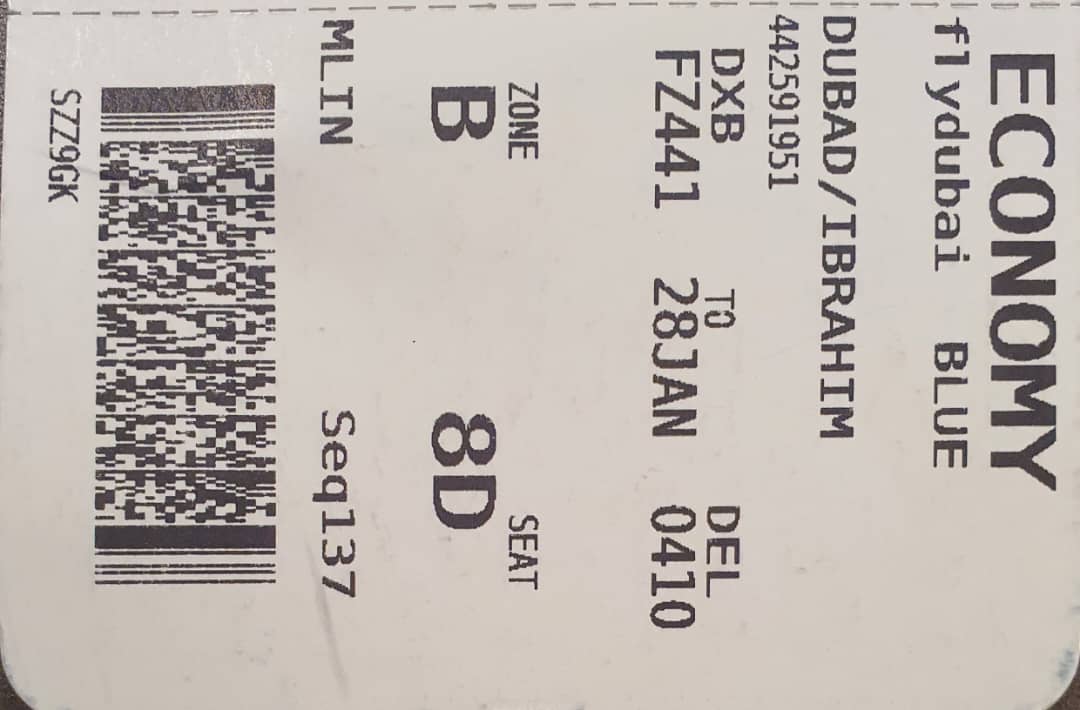 ECONOMY
flydubai BLUE
DUBAD/IBRAHIM
442591951
DXB TO DEL
FZ441 28JAN 0410
ZONE SEAT
B 8D
MLIN Seq137
SZZ9GK